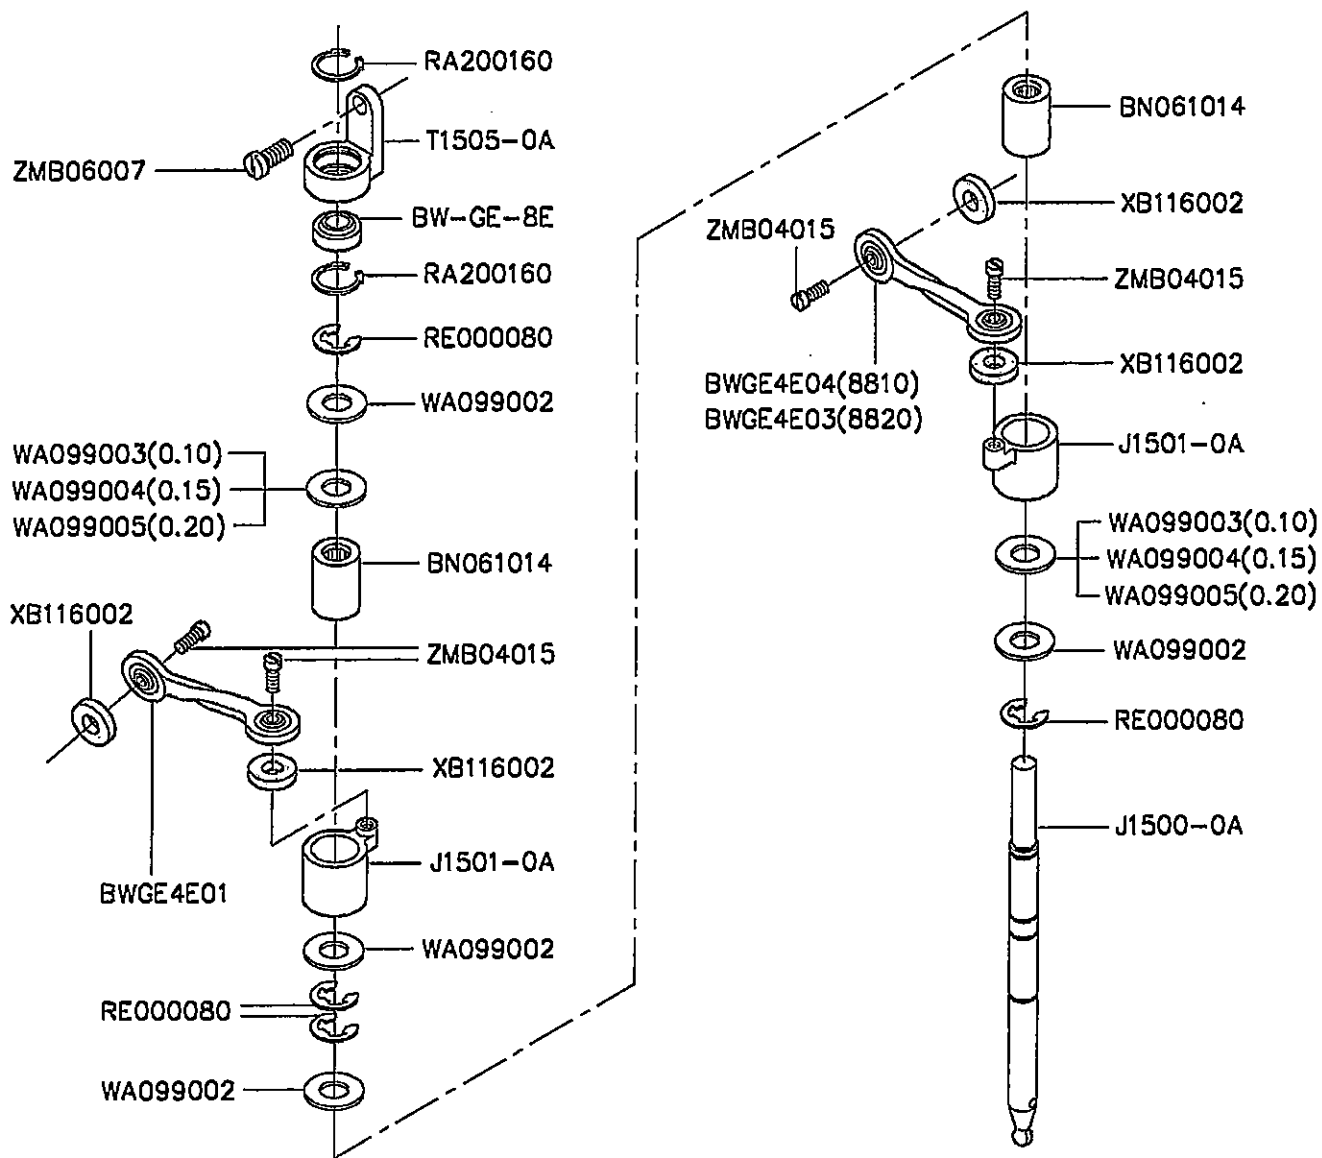 RA200160
T1505-0A
ZMB06007
BW-GE-8E
RA200160
RE000080
WA099002
WA099003(0.10)
WA099004(0.15)
WA099005(0.20)
BN061014
XB116002
ZMB04015
XB116002
J1501-0A
BWGE4E01
WA099002
RE000080
WA099002
BN061014
XB116002
ZMB04015
ZMB04015
XB116002
BWGE4E04(8810)
BWGE4E03(8820)
J1501-0A
WA099003(0.10)
WA099004(0.15)
WA099005(0.20)
WA099002
RE000080
J1500-0A